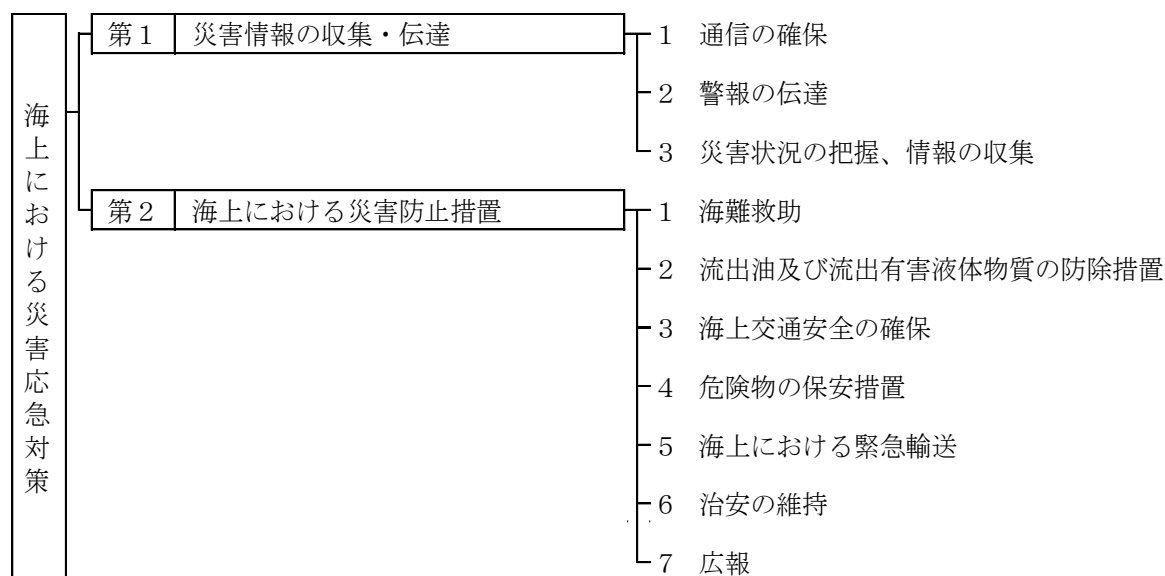 海上における災害応急対策
第１ 災害情報の収集・伝達
１ 通信の確保
２ 警報の伝達
３ 災害状況の把握、情報の収集
第２ 海上における災害防止措置
１ 海難救助
２ 流出油及び流出有害液体物質の防除措置
３ 海上交通安全の確保
４ 危険物の保安措置
５ 海上における緊急輸送
６ 治安の維持
７ 広報